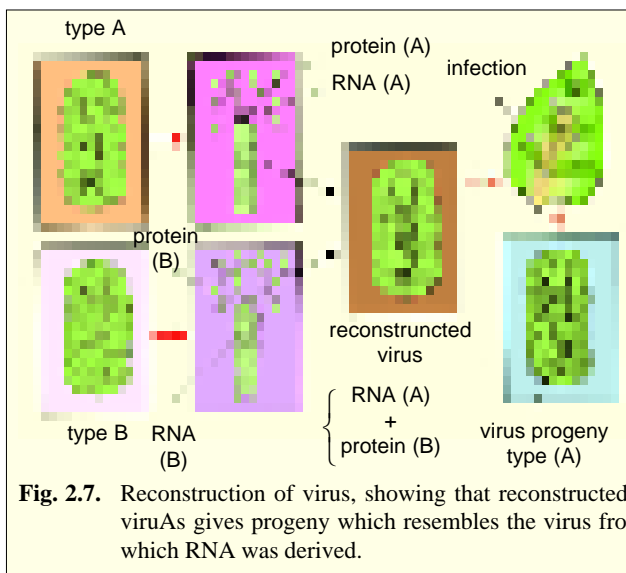 type A
protein (A)
RNA (A)
infection
protein
(B)
reconstruncted
virus
type B
RNA
(B)
RNA (A)
+
protein (B)
virus progeny
type (A)
Fig. 2.7. Reconstruction of virus, showing that reconstructed
viruAs gives progeny which resembles the virus fro
which RNA was derived.